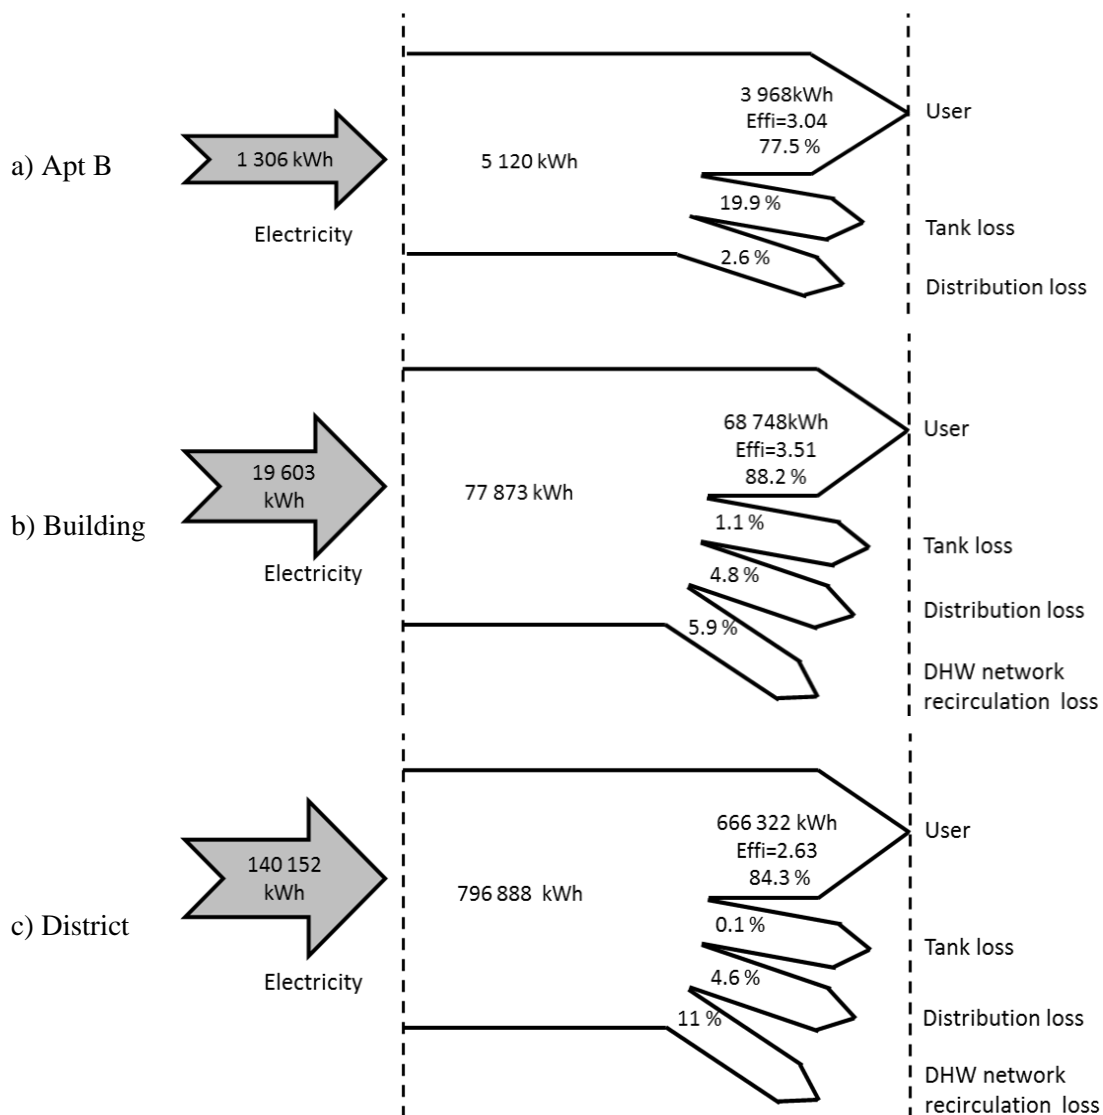 a) Apt B
1 306 kWh
Electricity
5 120 kWh
3 968kWh
Effi=3.04
77.5 %
19.9 %
2.6 %
User
Tank loss
Distribution loss
b) Building
19 603
kWh
Electricity
77 873 kWh
68 748kWh
Effi=3.51
88.2 %
1.1 %
4.8 %
5.9 %
User
Tank loss
Distribution loss
DHW network
recirculation loss
c) District
140 152
kWh
Electricity
796 888 kWh
666 322 kWh
Effi=2.63
84.3 %
0.1 %
4.6 %
11 %
User
Tank loss
Distribution loss
DHW network
recirculation loss